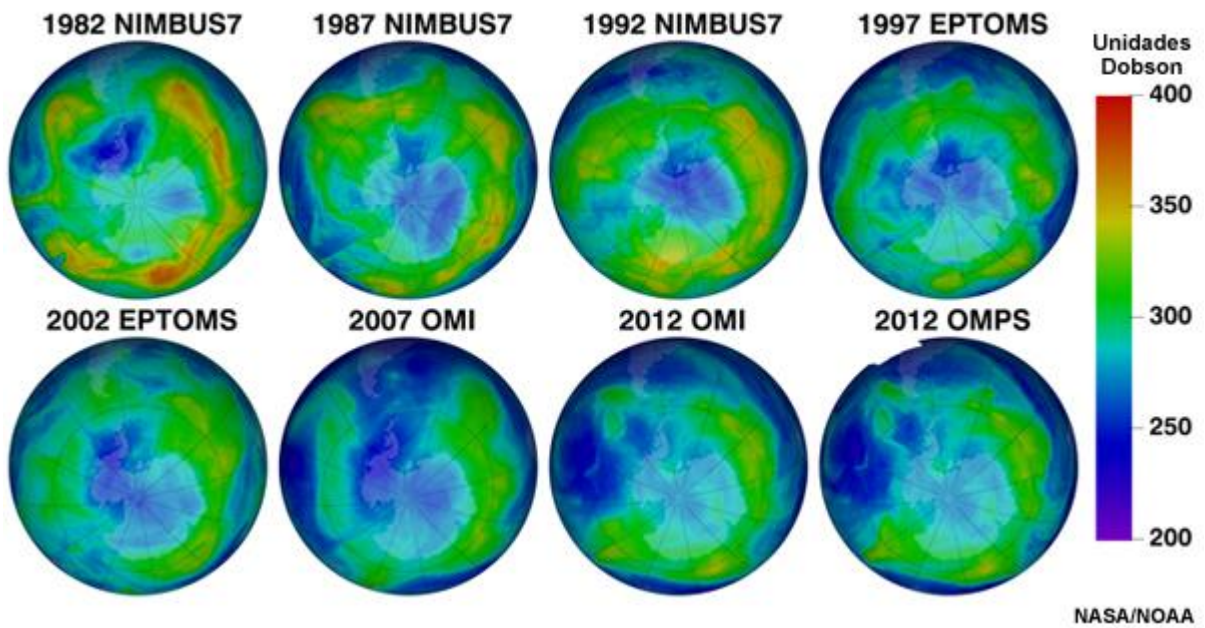 1982 NIMBUS7
1987 NIMBUS7
1992 NIMBUS7
1997 EPTOMS
Unidades
Dobson
400
350
300
250
200
2002 EPTOMS
2007 OMI
2012 OMI
2012 OMPS
NASA/NOAA